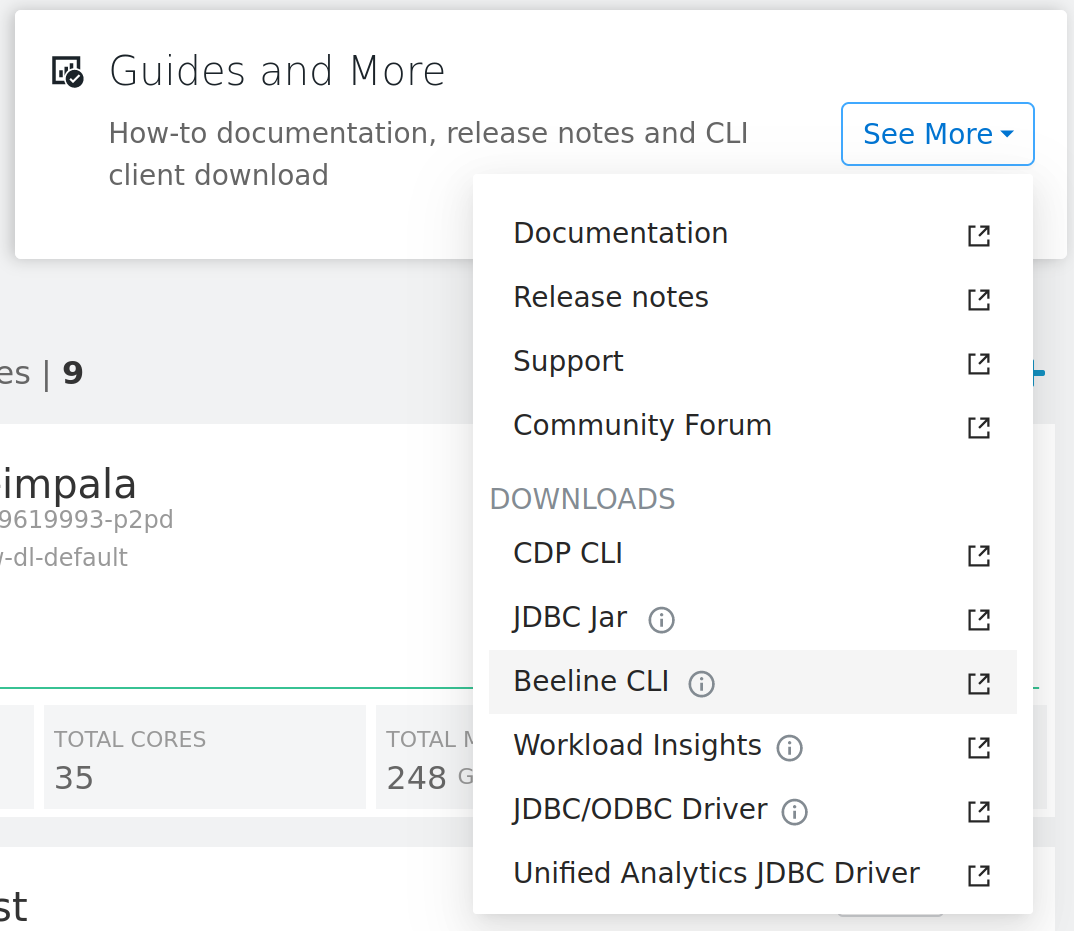 Guides and More
How-to documentation, release notes and CLI
client download
See More
Documentation
Release notes
Support
Community Forum
DOWNLOADS
CDP CLI
JDBC Jar
Beeline CLI
Workload Insights
JDBC/ODBC Driver
Unified Analytics JDBC Driver
es | 9
-impala
9619993-p2pd
-dl-default
TOTAL CORES
35
TOTAL M
248 G
st